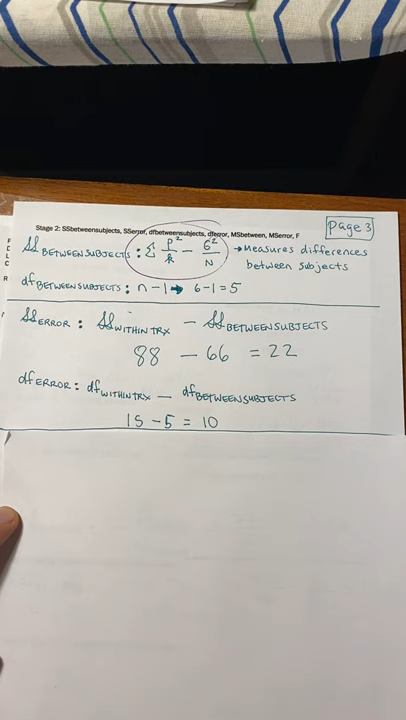 Page 3
Stage 2: SSbetweensubjects, SSerror, dfbetweensubjects, dferror, MSbetween, MSerror, F
SS BETWEEN SUBJECTS : Σ P²/k − G²/N → Measures differences
between subjects
df BETWEEN SUBJECTS : n − 1 → 6 − 1 = 5
SS ERROR : SS WITHIN TRX − SS BETWEEN SUBJECTS
88 − 66 = 22
df ERROR : df WITHIN TRX − df BETWEEN SUBJECTS
15 − 5 = 10